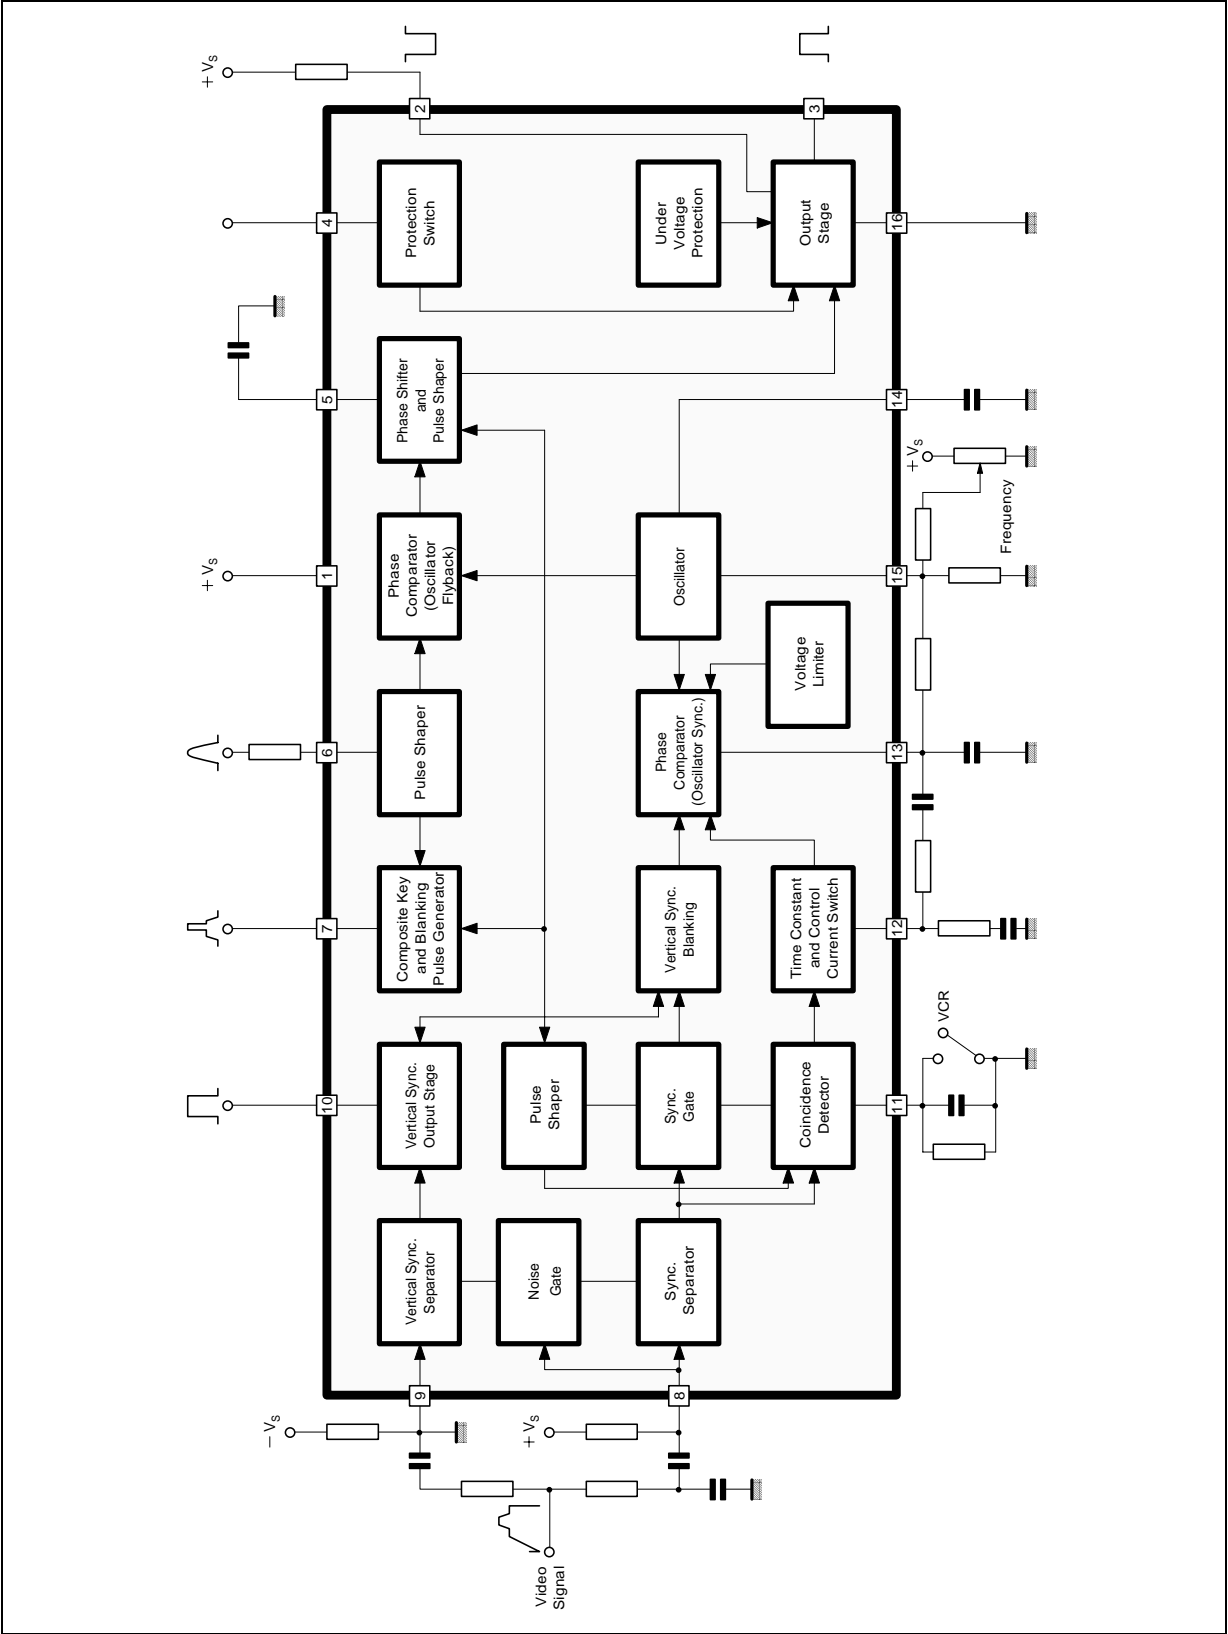 + VS
+ VS
+ VS
4
5
1
6
7
10
2
3
Protection
Switch
Under
Voltage
Protection
Output
Stage
16
Phase Shifter
and
Pulse Shaper
14
+ VS
Frequency
Phase
Comparator
(Oscillator
Flyback)
Oscillator
15
Voltage
Limiter
Pulse Shaper
Phase
Comparator
(Oscillator Sync.)
13
Composite Key
and Blanking
Pulse Generator
Vertical Sync.
Blanking
Time Constant
and Control
Current Switch
12
VCR
Vertical Sync.
Output Stage
Pulse
Shaper
Sync.
Gate
Coincidence
Detector
11
Vertical Sync.
Separator
Noise
Gate
Sync.
Separator
9
8
– VS
+ VS
Video
Signal